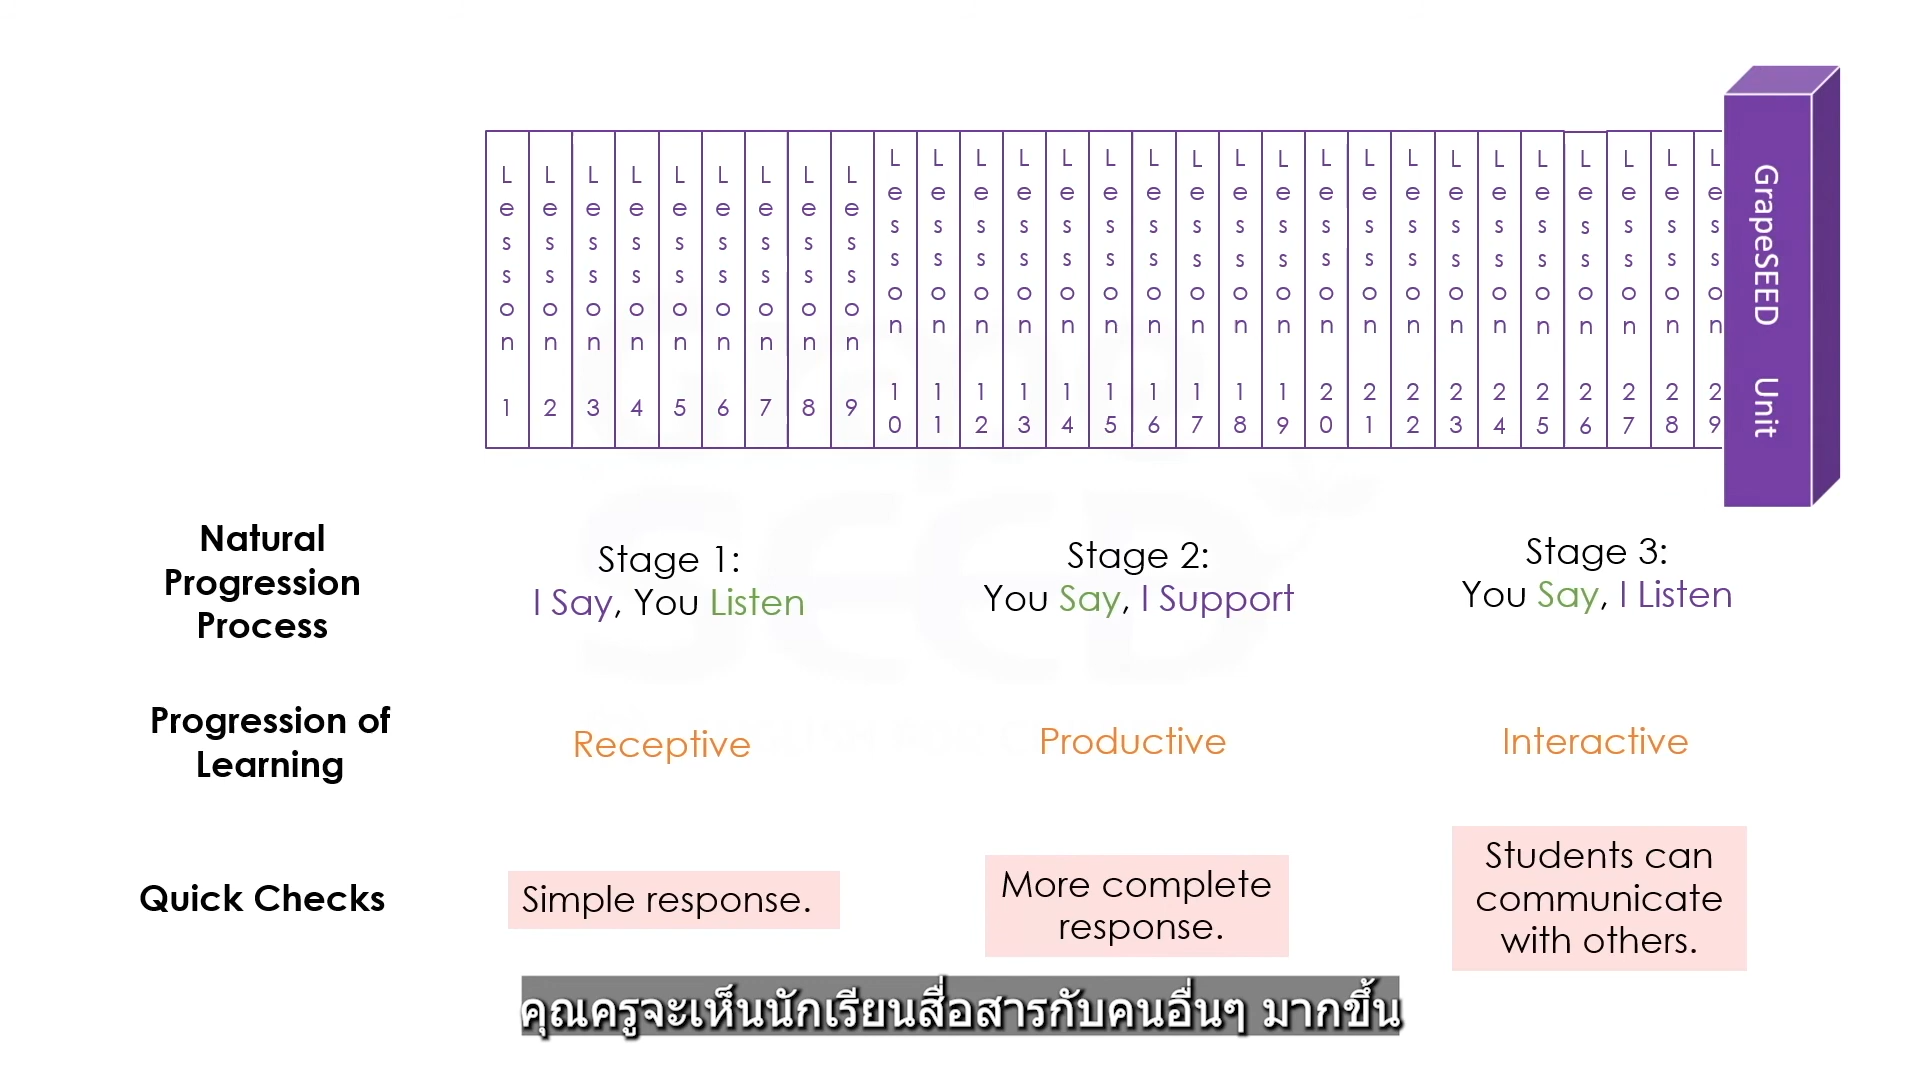 Lesson 1
Lesson 2
Lesson 3
Lesson 4
Lesson 5
Lesson 6
Lesson 7
Lesson 8
Lesson 9
Lesson 10
Lesson 11
Lesson 12
Lesson 13
Lesson 14
Lesson 15
Lesson 16
Lesson 17
Lesson 18
Lesson 19
Lesson 20
Lesson 21
Lesson 22
Lesson 23
Lesson 24
Lesson 25
Lesson 26
Lesson 27
Lesson 28
Lesson 29
GrapeSEED Unit
Natural
Progression
Process
Stage 1:
I Say, You Listen
Stage 2:
You Say, I Support
Stage 3:
You Say, I Listen
Progression of
Learning
Receptive
Productive
Interactive
Quick Checks
Simple response.
More complete
response.
Students can
communicate
with others.
คุณครูจะเห็นนักเรียนสื่อสารกับคนอื่นๆ มากขึ้น